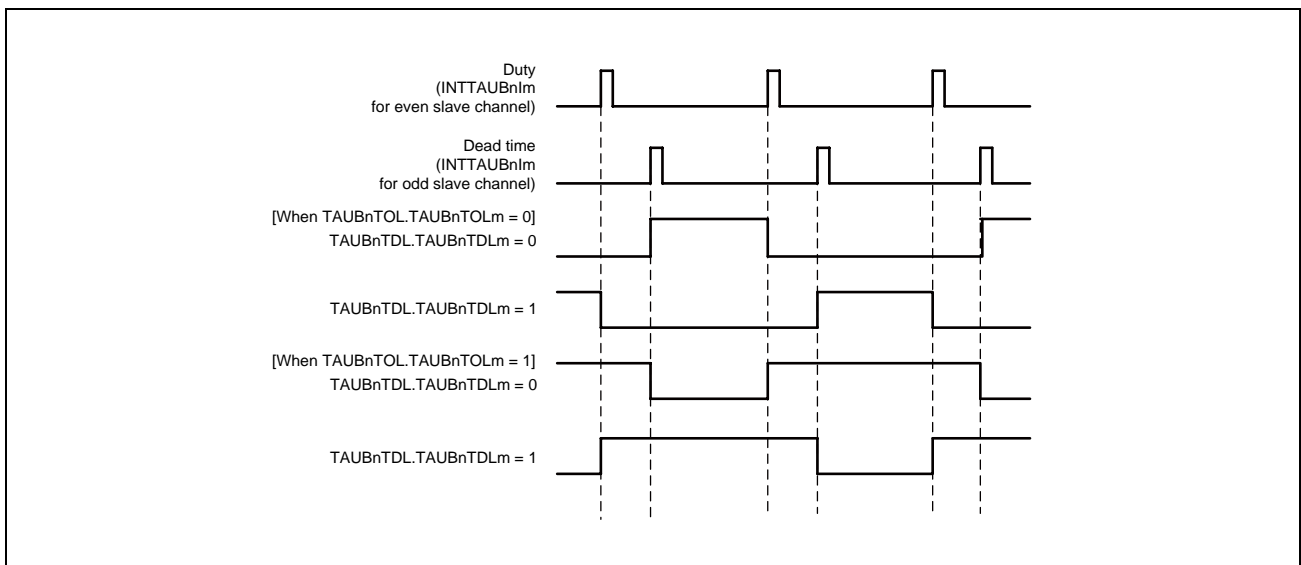 Duty
(INTTAUBnIm
for even slave channel)
Dead time
(INTTAUBnIm
for odd slave channel)
[When TAUBnTOL.TAUBnTOLm = 0]
TAUBnTDL.TAUBnTDLm = 0
TAUBnTDL.TAUBnTDLm = 1
[When TAUBnTOL.TAUBnTOLm = 1]
TAUBnTDL.TAUBnTDLm = 0
TAUBnTDL.TAUBnTDLm = 1